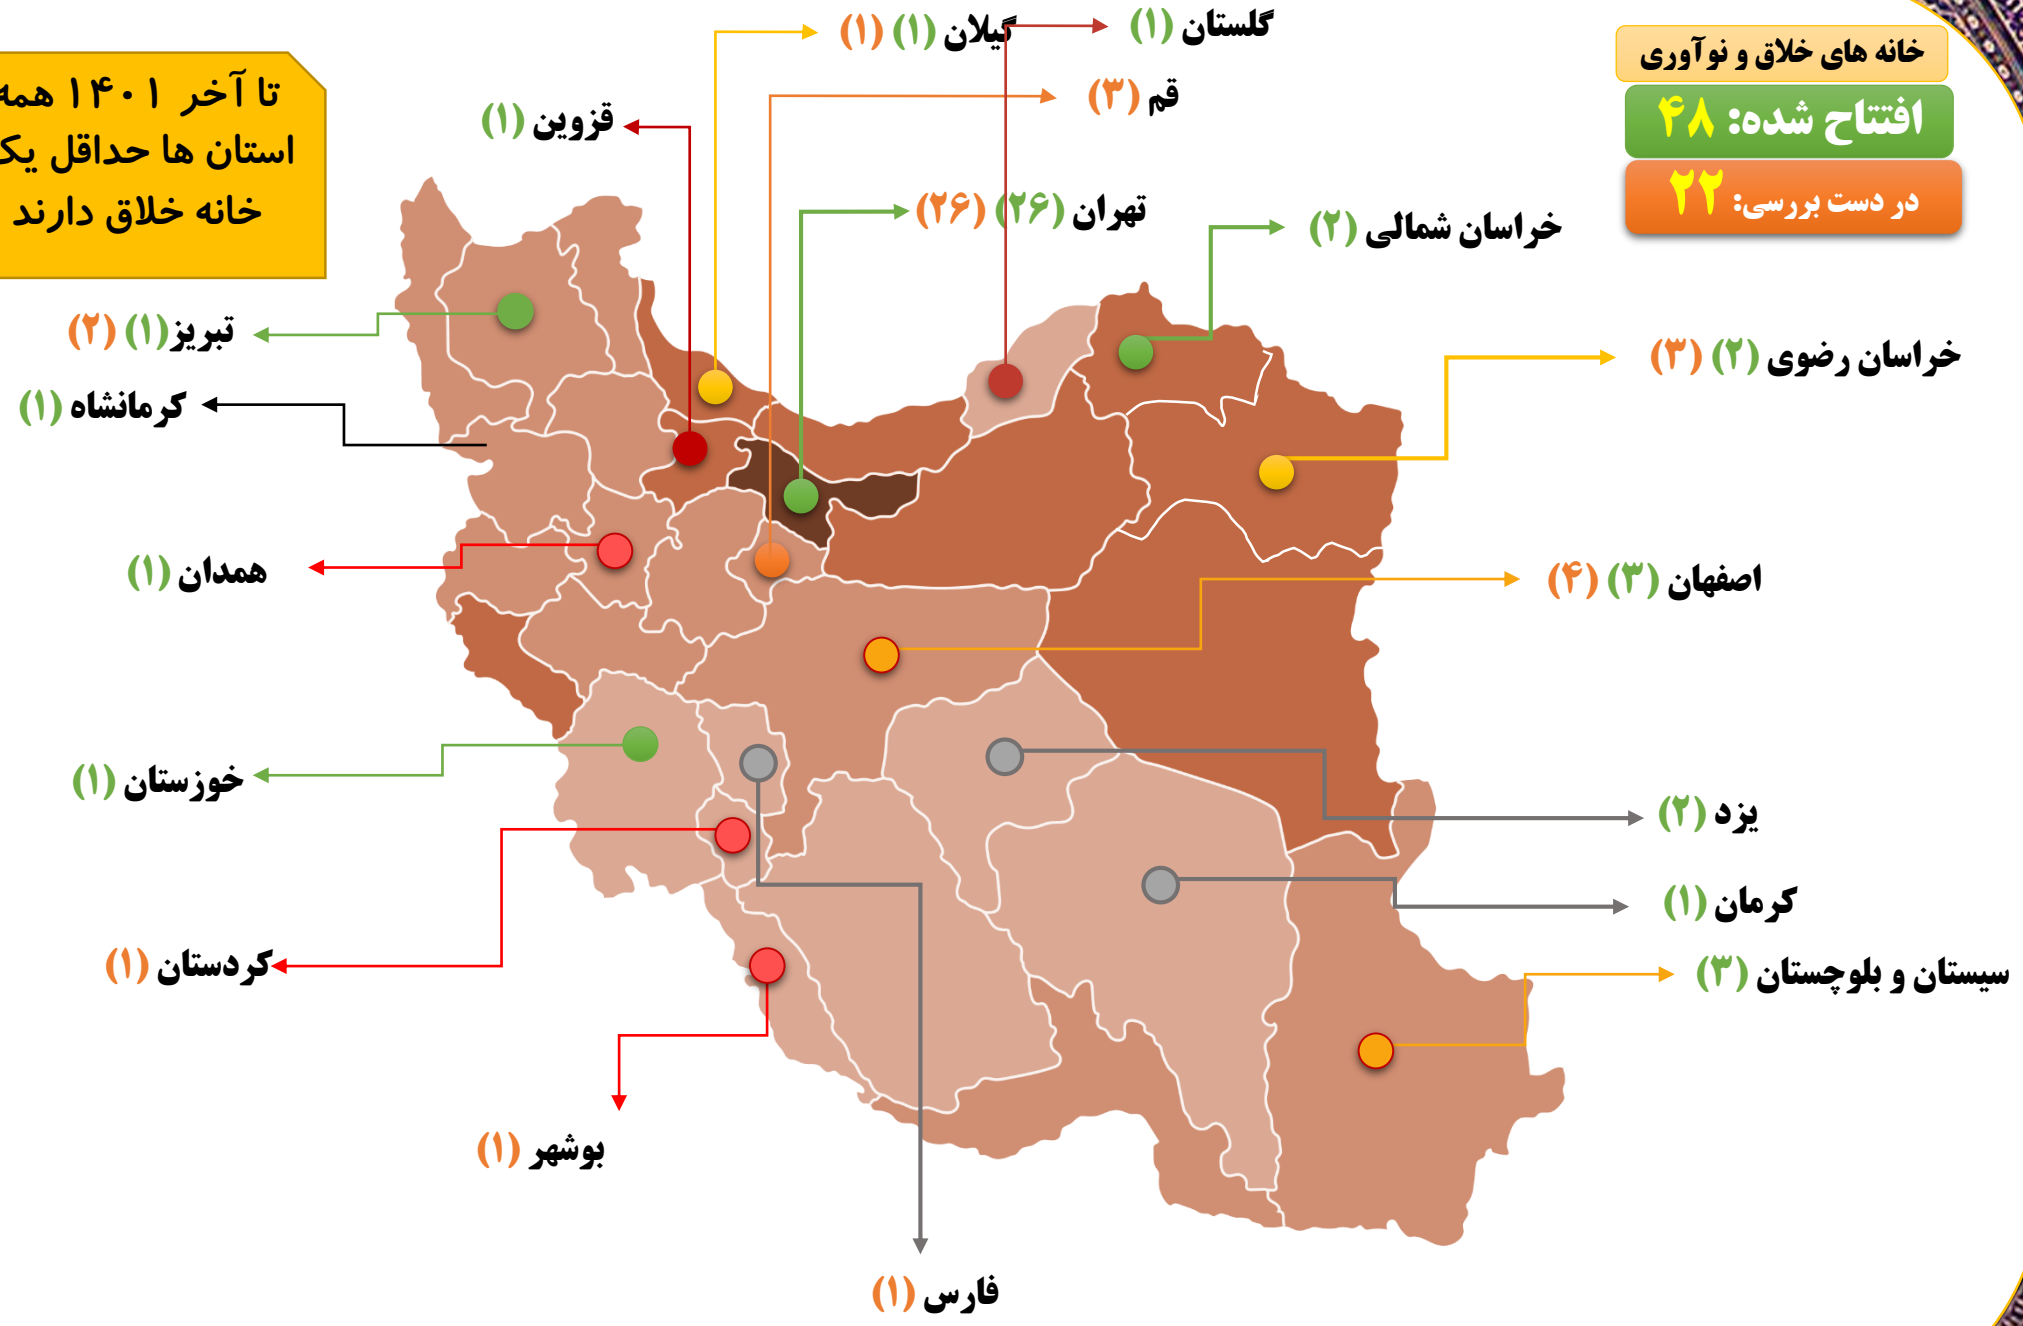 خانه های خلاق و نوآوری
افتتاح شده: ۴۸
در دست بررسی: ۲۲
تا آخر ۱۴۰۱ همه
استان ها حداقل یک
خانه خلاق دارند
گلستان (۱)
گیلان (۱) (۱)
قم (۳)
قزوین (۱)
تهران (۲۶) (۲۶)
خراسان شمالی (۲)
تبریز(۱) (۲)
خراسان رضوی (۲) (۳)
کرمانشاه (۱)
همدان (۱)
اصفهان (۳) (۴)
خوزستان (۱)
یزد (۲)
کرمان (۱)
کردستان (۱)
سیستان و بلوچستان (۳)
بوشهر (۱)
فارس (۱)